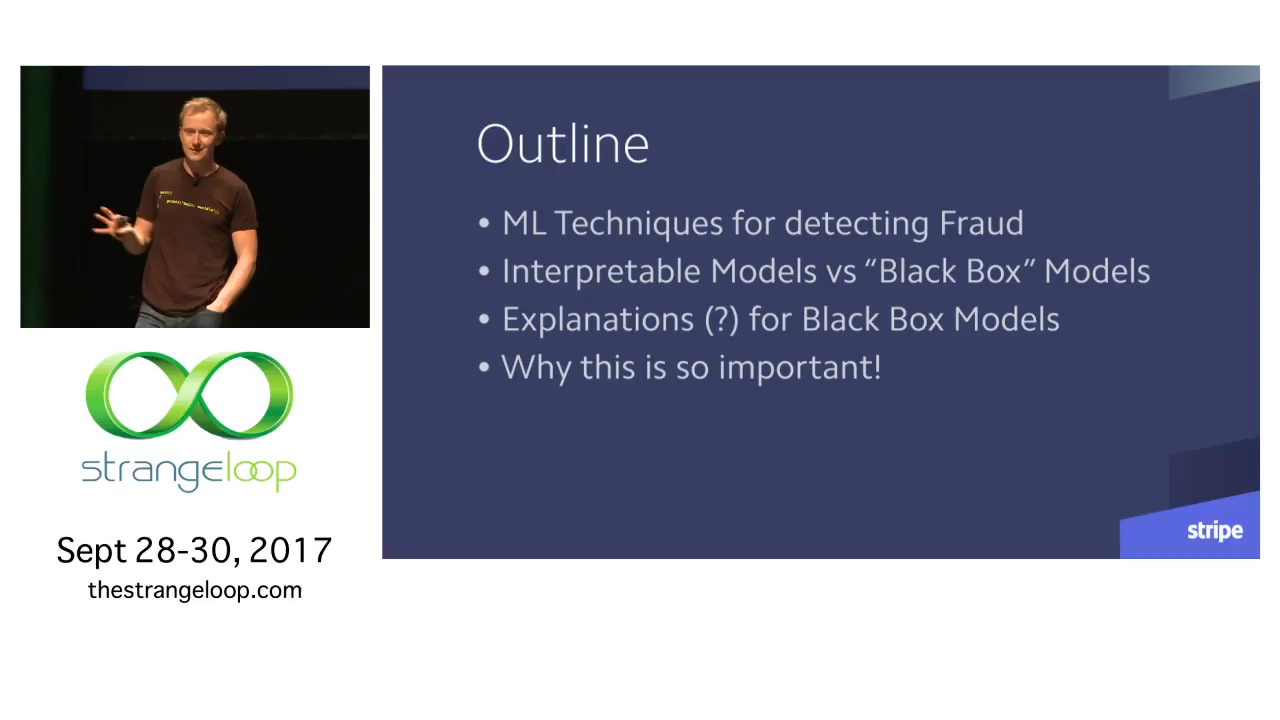 Outline
• ML Techniques for detecting Fraud
• Interpretable Models vs “Black Box” Models
• Explanations (?) for Black Box Models
• Why this is so important!
stripe
strangeloop
Sept 28-30, 2017
thestrangeloop.com